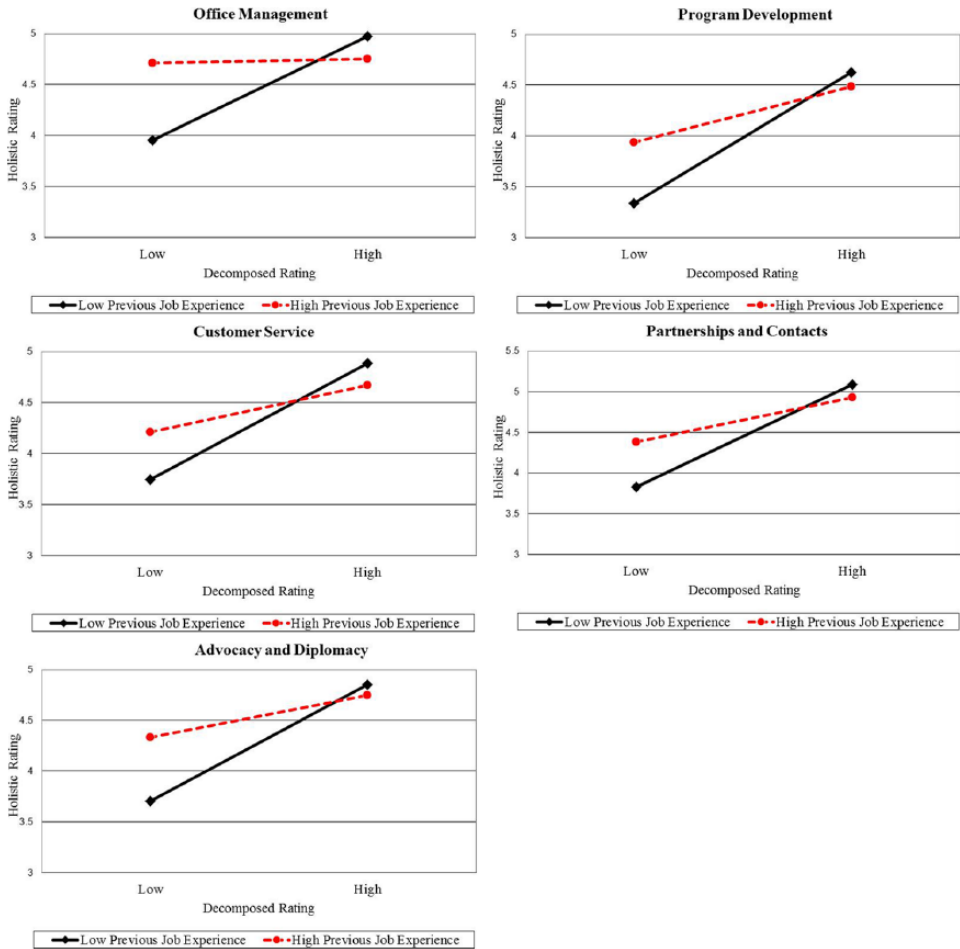 Office Management
5
4.5
4
3.5
3
Holistic Rating
Low
High
Decomposed Rating
Low Previous Job Experience
High Previous Job Experience
Program Development
5
4.5
4
3.5
3
Holistic Rating
Low
High
Decomposed Rating
Low Previous Job Experience
High Previous Job Experience
Customer Service
5
4.5
4
3.5
3
Holistic Rating
Low
High
Decomposed Rating
Low Previous Job Experience
High Previous Job Experience
Partnerships and Contacts
5.5
5
4.5
4
3.5
3
Holistic Rating
Low
High
Decomposed Rating
Low Previous Job Experience
High Previous Job Experience
Advocacy and Diplomacy
5
4.5
4
3.5
3
Holistic Rating
Low
High
Decomposed Rating
Low Previous Job Experience
High Previous Job Experience